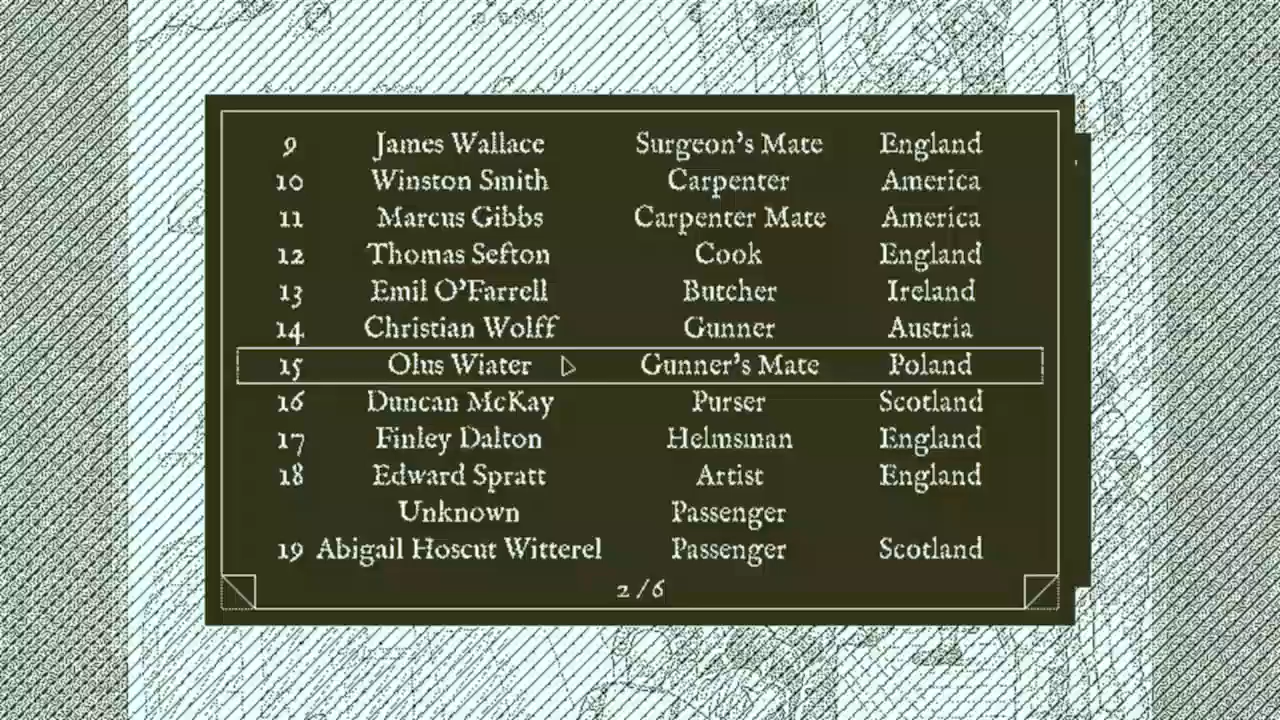 9 James Wallace Surgeon's Mate England
10 Winston Smith Carpenter America
11 Marcus Gibbs Carpenter Mate America
12 Thomas Sefton Cook England
13 Emil O'Farrell Butcher Ireland
14 Christian Wolff Gunner Austria
15 Olus Wiater Gunner's Mate Poland
16 Duncan McKay Purser Scotland
17 Finley Dalton Helmsman England
18 Edward Spratt Artist England
Unknown Passenger
19 Abigail Hoscut Witterel Passenger Scotland
2 / 6